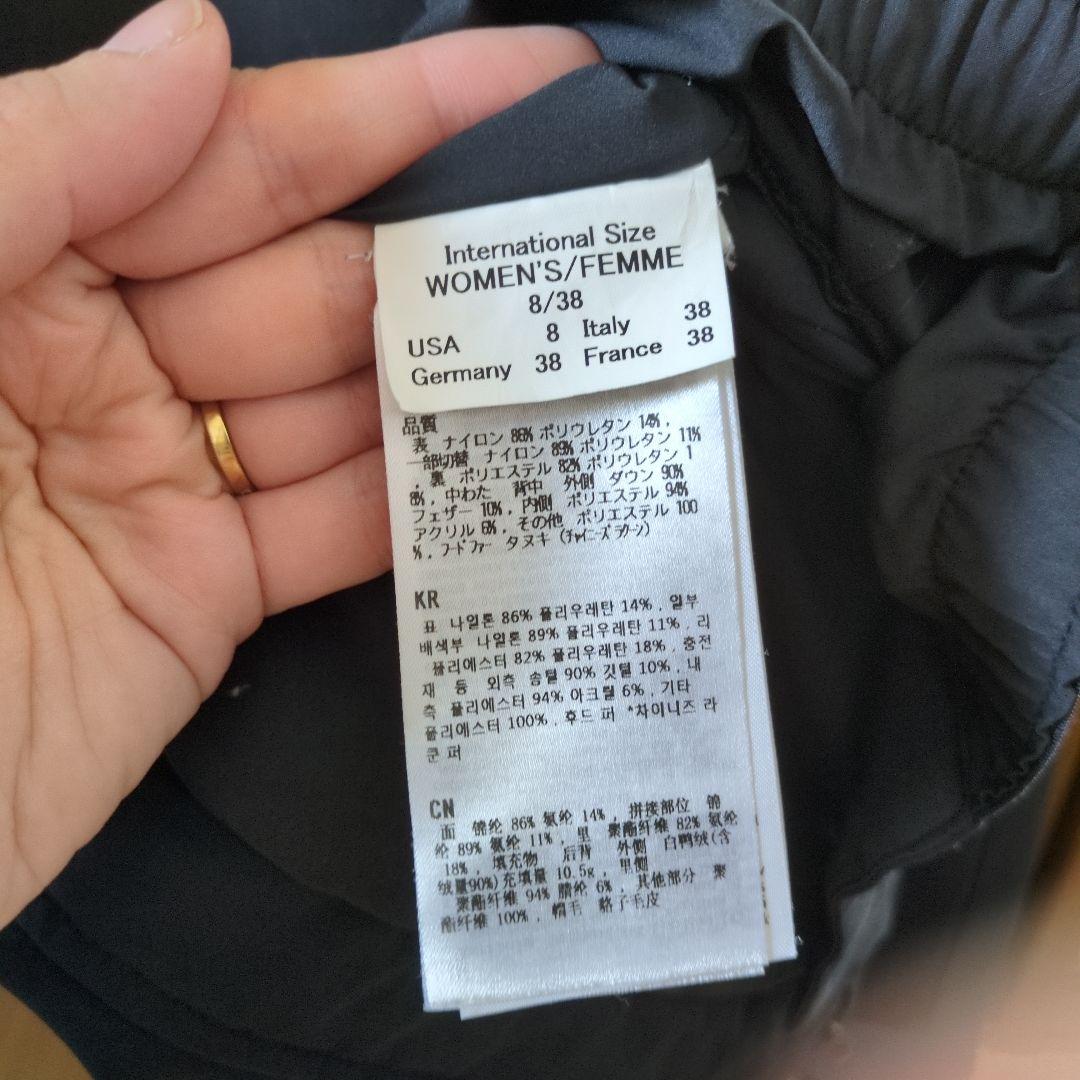 International Size
WOMEN'S/FEMME
8/38
USA 8 Italy 38
Germany 38 France 38
品質
表 ナイロン 86% ポリウレタン 14%,
一部切替 ナイロン 89% ポリウレタン 11%
, 裏 ポリエステル 82% ポリウレタン 1
8%, 中わた 背中 外側 ダウン 90%
フェザー 10%, 内側 ポリエステル 94%
アクリル 6%, その他 ポリエステル 100
%, フードファー タヌキ (チャイニーズラクーン)
KR
표 나일론 86% 폴리우레탄 14%, 일부
배색부 나일론 89% 폴리우레탄 11%, 리
폴리에스터 82% 폴리우레탄 18%, 충전
재 등 외측 솜털 90% 깃털 10%, 내
측 폴리에스터 94% 아크릴 6%, 기타
폴리에스터 100%, 후드 퍼 *차이니즈 라
쿤 퍼
CN
面 锦纶 86% 氨纶 14%, 拼接部位 锦
纶 89% 氨纶 11%, 里 聚酯纤维 82% 氨纶
18%, 填充物 后背 外侧 白鸭绒(含
绒量90%)充填量 10.5g, 里侧
聚酯纤维 94% 腈纶 6%, 其他部分 聚
酯纤维 100%, 帽毛 貉子毛皮